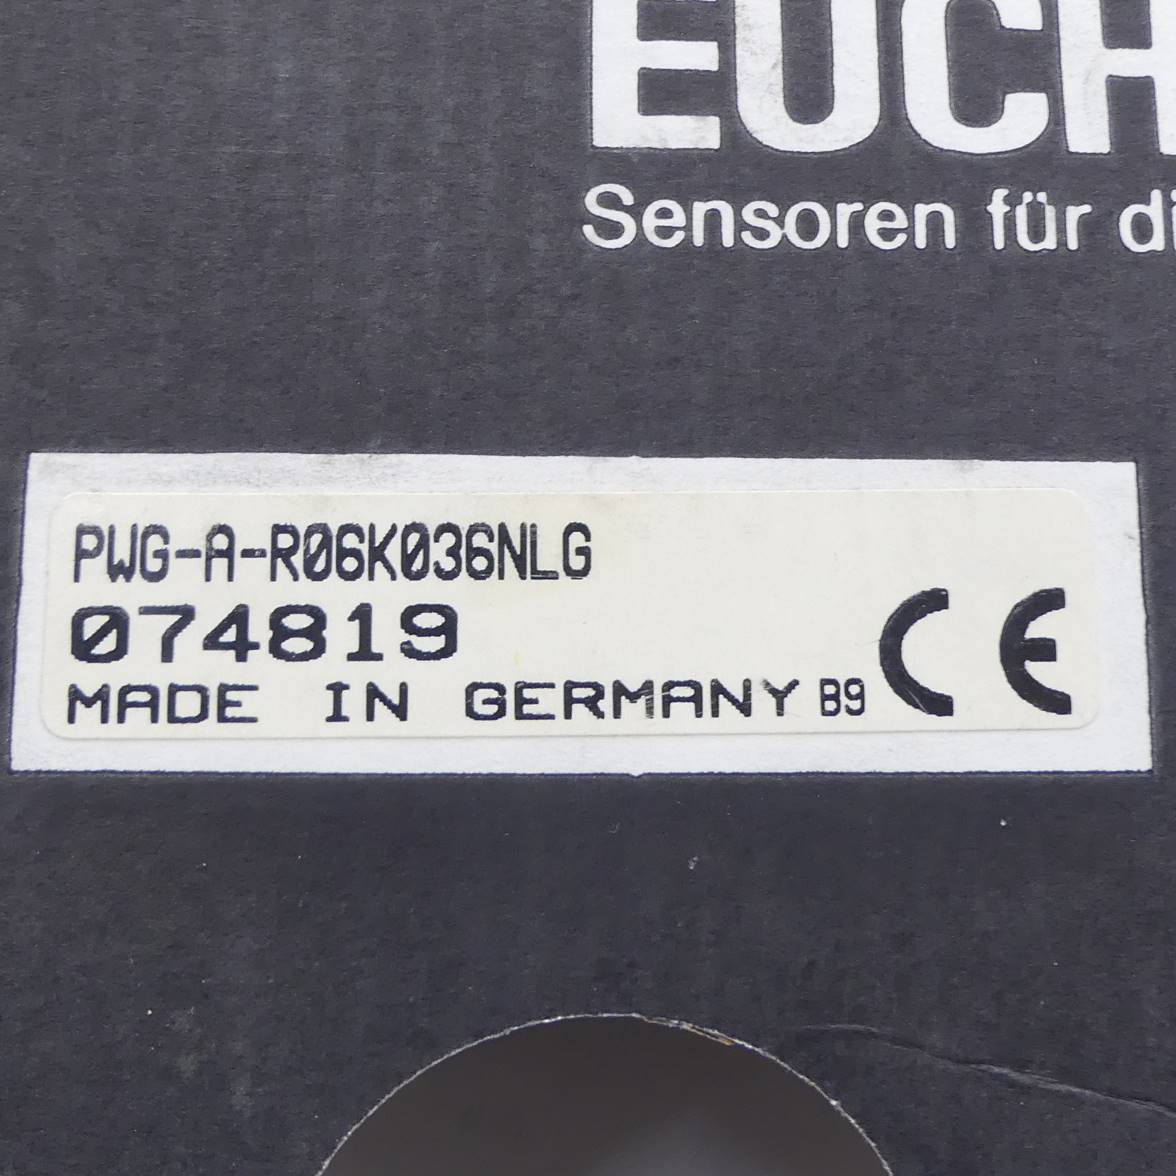 EUCH
Sensoren für di
PWG-A-R06K036NLG
074819
MADE IN GERMANY B9
CE